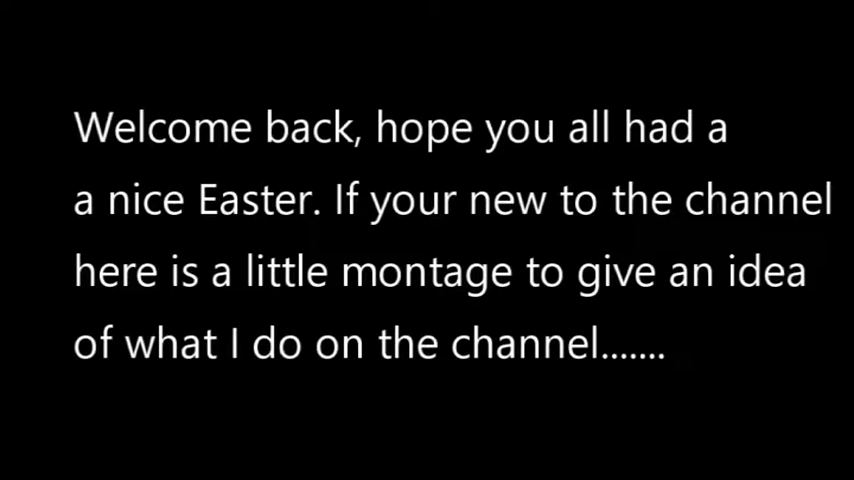 Welcome back, hope you all had a
a nice Easter. If your new to the channel
here is a little montage to give an idea
of what I do on the channel.......